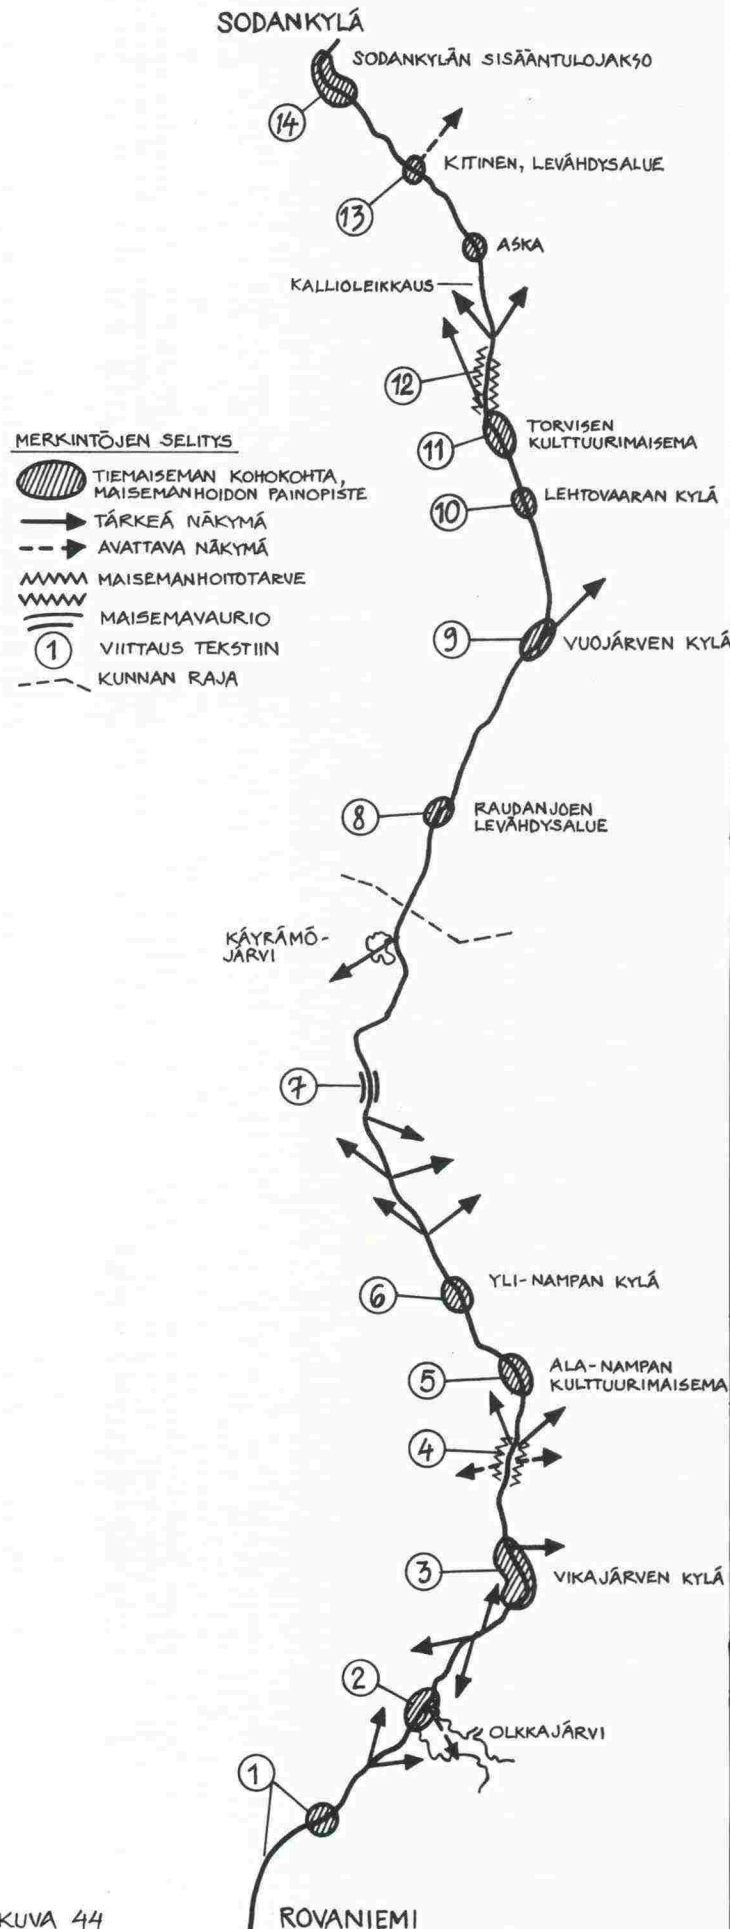 SODANKYLÄ
SODANKYLÄN SISÄÄNTULOJAKSO
14
KITINEN, LEVÄHDYSALUE
13
ASKA
KALLIOLEIKKAUS
12
MERKINTÖJEN SELITYS
TIEMAISEMAN KOHOKOHTA,
MAISEMANHOIDON PAINOPISTE
TÄRKEÄ NÄKYMÄ
AVATTAVA NÄKYMÄ
MAISEMANHOITOTARVE
MAISEMAVAURIO
1 VIITTAUS TEKSTIIN
KUNNAN RAJA
TORVISEN
KULTTUURIMAISEMA
11
LEHTOVAARAN KYLÄ
10
9
VUOJÄRVEN KYLÄ
8
RAUDANJOEN
LEVÄHDYSALUE
KÄYRÄMÖ-
JÄRVI
7
YLI-NAMPAN KYLÄ
6
ALA-NAMPAN
KULTTUURIMAISEMA
5
4
3
VIKAJÄRVEN KYLÄ
2
OLKKAJÄRVI
1
KUVA 44
ROVANIEMI